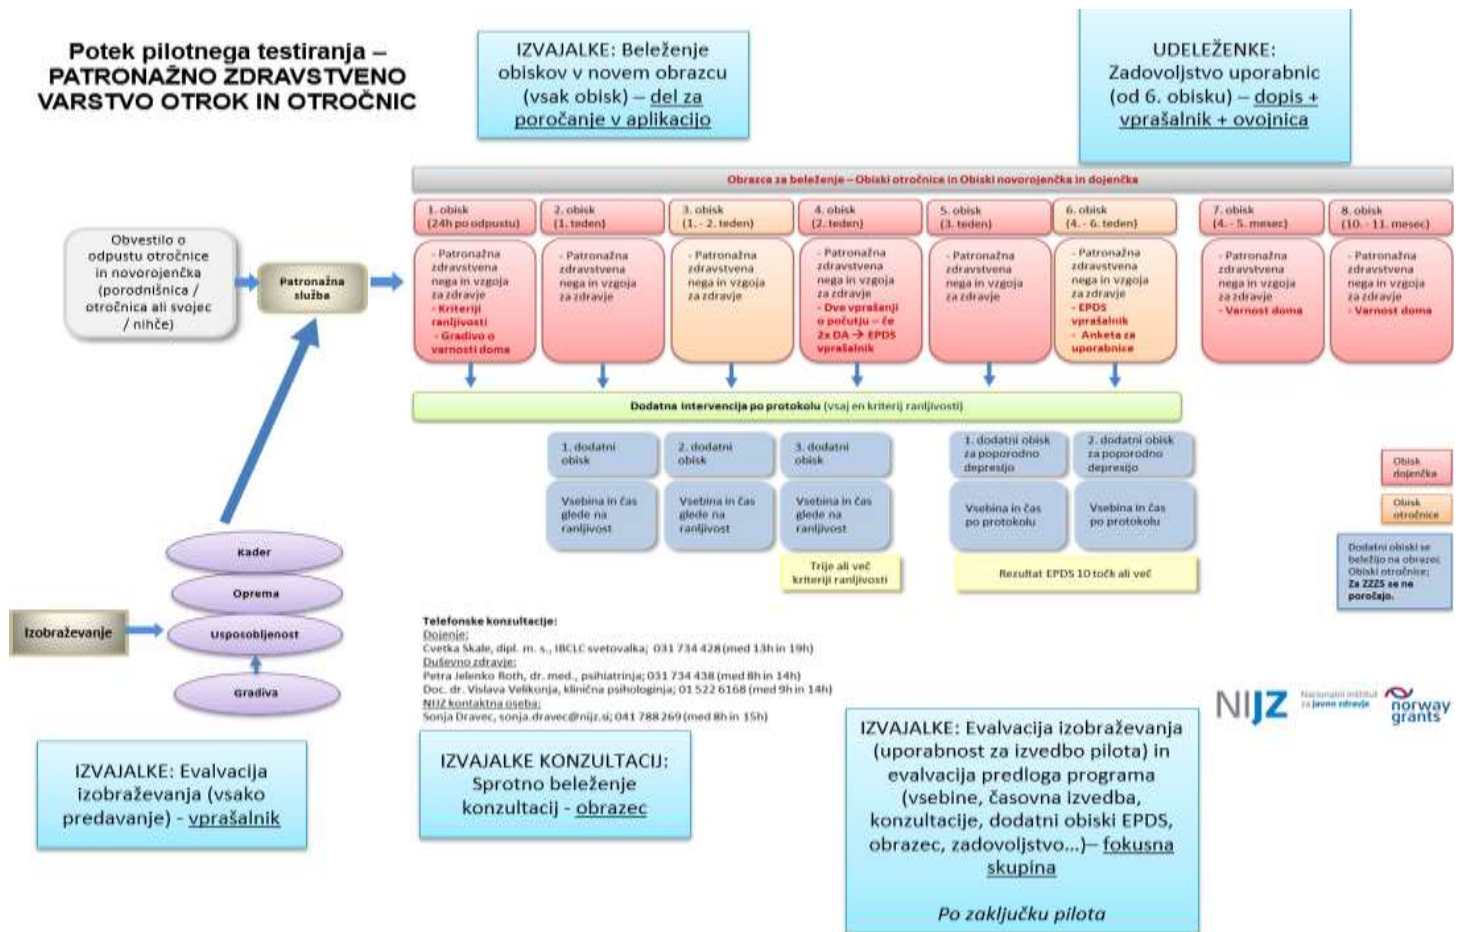 Potek pilotnega testiranja –
PATRONAŽNO ZDRAVSTVENO
VARSTVO OTROK IN OTROČNIC
IZVAJALKE: Beleženje
obiskov v novem obrazcu
(vsak obisk) – del za
poročanje v aplikacijo
UDELEŽENKE:
Zadovoljstvo uporabnic
(od 6. obisku) – dopis +
vprašalnik + ovojnica
Obrazca za beleženje – Obiski otročnice in Obiski novorojenčka in dojenčka
1. obisk
(24h po odpustu)
2. obisk
(1. teden)
3. obisk
(1. - 2. teden)
4. obisk
(2. teden)
5. obisk
(3. teden)
6. obisk
(4. - 6. teden)
7. obisk
(4. - 5. mesec)
8. obisk
(10. - 11. mesec)
Obvestilo o
odpustu otročnice
in novorojenčka
(porodnišnica /
otročnica ali svojec
/ nihče)
Patronažna
služba
- Patronažna
zdravstvena
nega in vzgoja
za zdravje
- Kriteriji
ranljivosti
- Gradivo o
varnosti doma
- Patronažna
zdravstvena
nega in vzgoja
za zdravje
- Patronažna
zdravstvena
nega in vzgoja
za zdravje
- Patronažna
zdravstvena
nega in vzgoja
za zdravje
- Dve vprašanji
o počutju – če
2x DA → EPDS
vprašalnik
- Patronažna
zdravstvena
nega in vzgoja
za zdravje
- Patronažna
zdravstvena
nega in vzgoja
za zdravje
- EPDS
vprašalnik
- Anketa za
uporabnice
- Patronažna
zdravstvena
nega in vzgoja
za zdravje
- Varnost doma
- Patronažna
zdravstvena
nega in vzgoja
za zdravje
- Varnost doma
Dodatna intervencija po protokolu (vsaj en kriterij ranljivosti)
1. dodatni
obisk
2. dodatni
obisk
3. dodatni
obisk
1. dodatni obisk
za poporodno
depresijo
2. dodatni obisk
za poporodno
depresijo
Vsebina in čas
glede na
ranljivost
Vsebina in čas
glede na
ranljivost
Vsebina in čas
glede na
ranljivost
Vsebina in čas
po protokolu
Vsebina in čas
po protokolu
Trije ali več
kriteriji ranljivosti
Rezultat EPDS 10 točk ali več
Obisk
dojenčka
Obisk
otročnice
Dodatni obiski se
beležijo na obrazec
Obiski otročnice;
Za ZZZS se ne
poročajo.
Kader
Oprema
Usposobljenost
Gradiva
Izobraževanje
Telefonske konzultacije:
Dojenje:
Cvetka Skale, dipl. m. s., IBCLC svetovalka; 031 734 428 (med 13h in 19h)
Duševno zdravje:
Petra Jelenko Roth, dr. med., psihiatrinja; 031 734 438 (med 8h in 14h)
Doc. dr. Vislava Velikonja, klinična psihologinja; 01 522 6168 (med 9h in 14h)
NIJZ kontaktna oseba:
Sonja Dravec, sonja.dravec@nijz.si; 041 788 269 (med 8h in 15h)
NIJZ Nacionalni inštitut
za javno zdravje
norway
grants
IZVAJALKE: Evalvacija
izobraževanja (vsako
predavanje) - vprašalnik
IZVAJALKE KONZULTACIJ:
Sprotno beleženje
konzultacij - obrazec
IZVAJALKE: Evalvacija izobraževanja
(uporabnost za izvedbo pilota) in
evalvacija predloga programa
(vsebine, časovna izvedba,
konzultacije, dodatni obiski EPDS,
obrazec, zadovoljstvo...)– fokusna
skupina
Po zaključku pilota